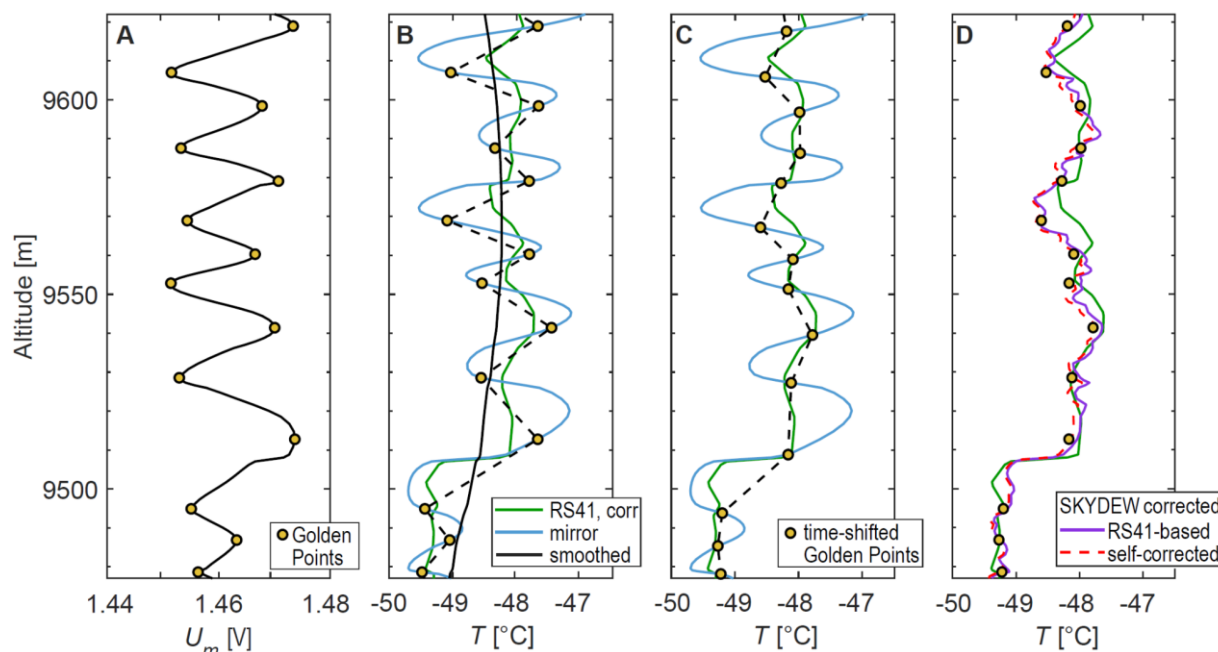 A
B
C
D
Altitude [m]
9600
9550
9500
Golden
Points
RS41, corr
mirror
smoothed
time-shifted
Golden Points
SKYDEW corrected
RS41-based
self-corrected
1.44 1.46 1.48
-50 -49 -48 -47
-50 -49 -48 -47
-50 -49 -48 -47
U_m [V]
T [°C]
T [°C]
T [°C]